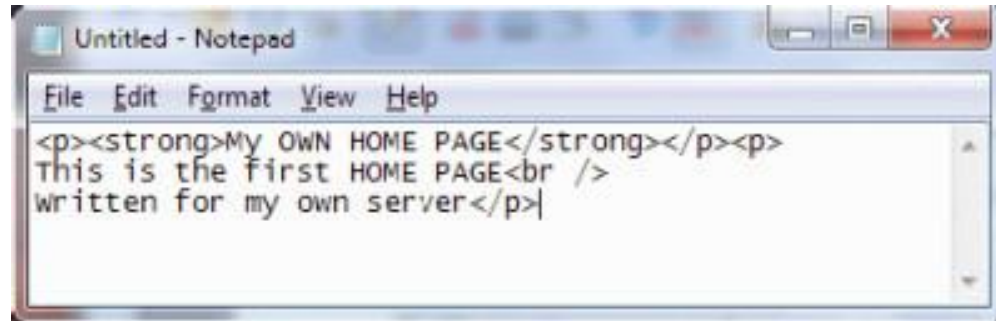 Untitled - Notepad
File Edit Format View Help
<p><strong>My OWN HOME PAGE</strong></p><p>
This is the first HOME PAGE<br />
Written for my own server</p>